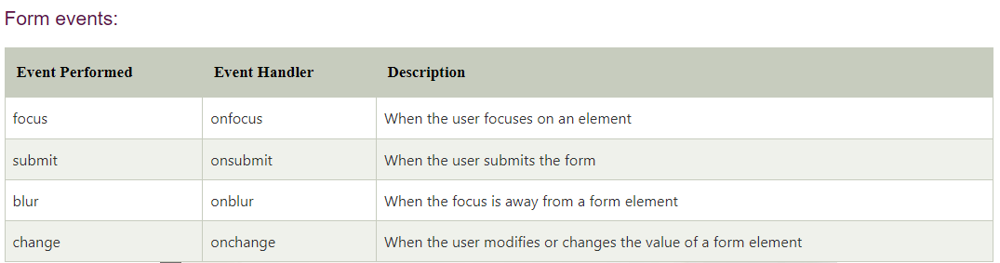 Form events:
Event Performed Event Handler Description
focus onfocus When the user focuses on an element
submit onsubmit When the user submits the form
blur onblur When the focus is away from a form element
change onchange When the user modifies or changes the value of a form element